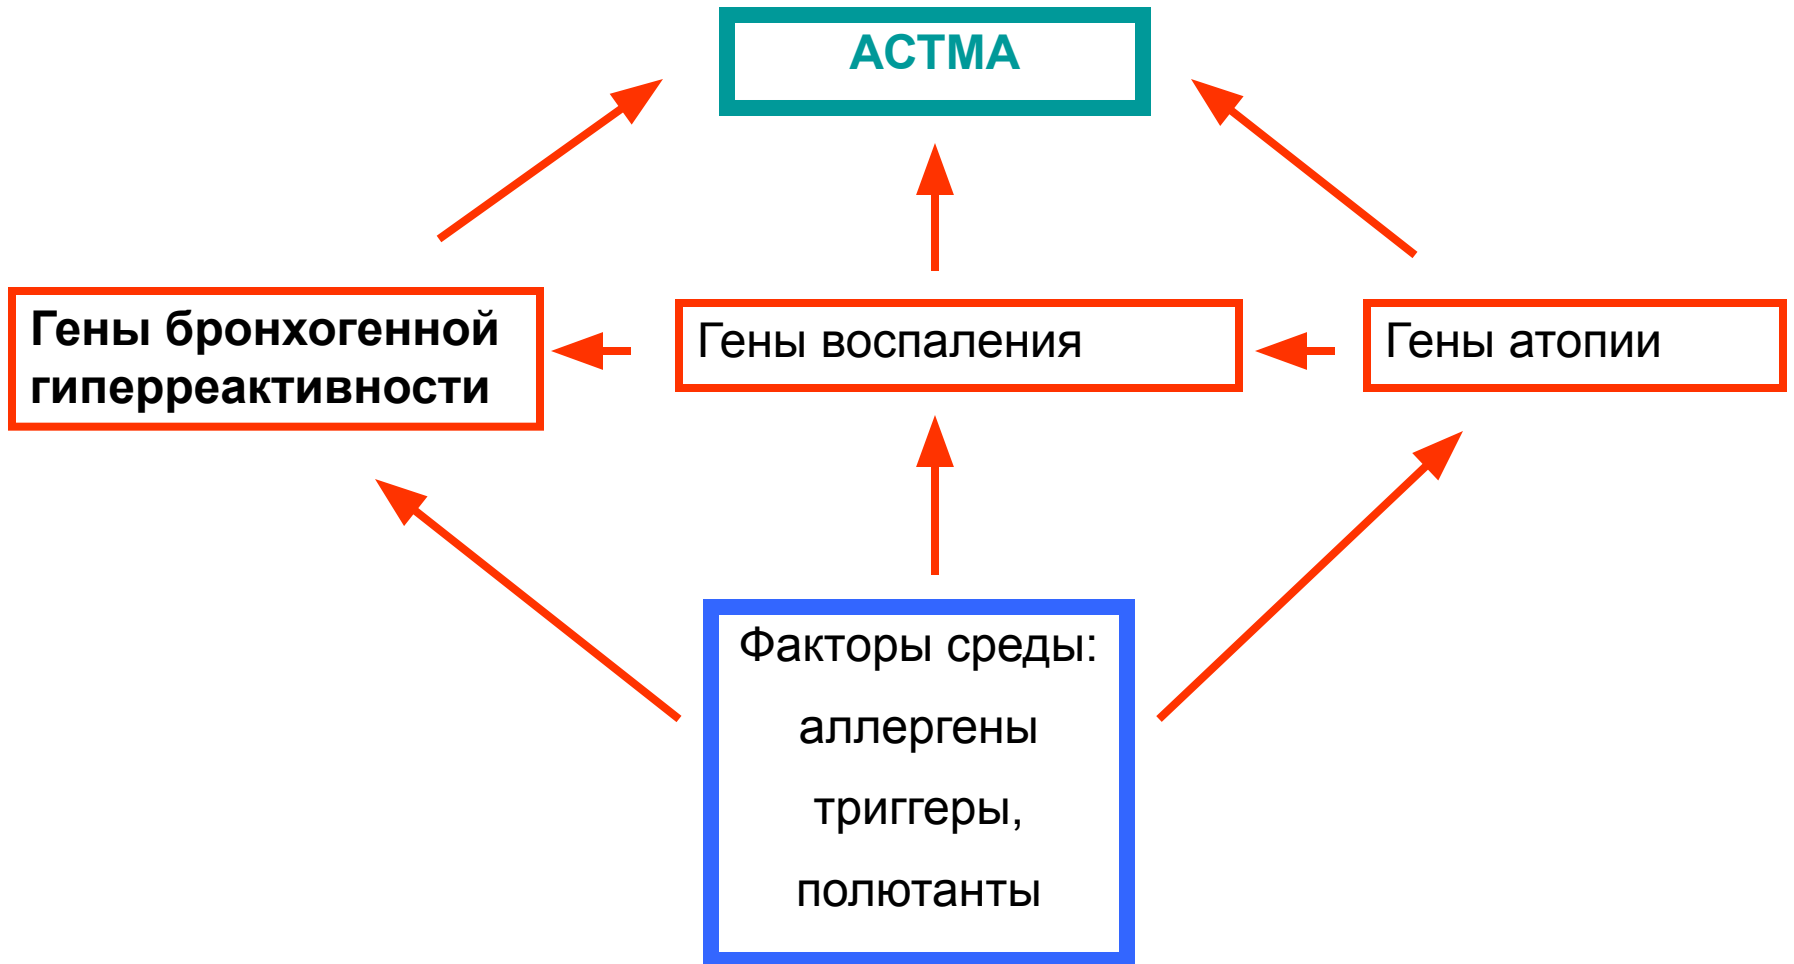 АСТМА
Гены бронхогенной
гиперреактивности
Гены воспаления
Гены атопии
Факторы среды:
аллергены
триггеры,
полютанты